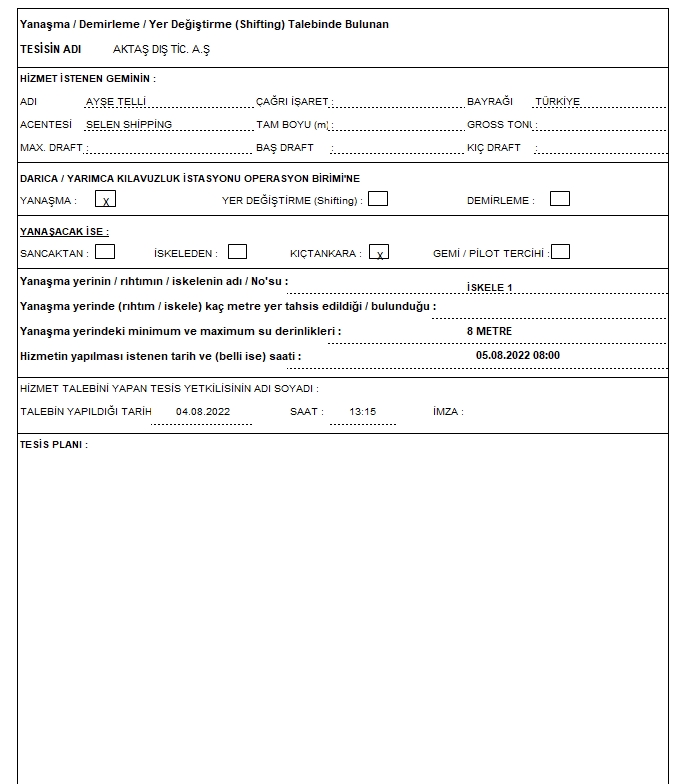 Yanaşma / Demirleme / Yer Değiştirme (Shifting) Talebinde Bulunan
TESİSİN ADI AKTAŞ DIŞ TİC. A.Ş
HİZMET İSTENEN GEMİNİN :
ADI AYŞE TELLİ ÇAĞRI İŞARET : BAYRAĞI TÜRKİYE
ACENTESİ SELEN SHİPPİNG TAM BOYU (m) : GROSS TONU :
MAX. DRAFT : BAŞ DRAFT : KIÇ DRAFT :
DARICA / YARIMCA KILAVUZLUK İSTASYONU OPERASYON BİRİMİ'NE
YANAŞMA : X YER DEĞİŞTİRME (Shifting) : DEMİRLEME :
YANAŞACAK İSE :
SANCAKTAN : İSKELEDEN : KIÇTANKARA : X GEMİ / PİLOT TERCİHİ :
Yanaşma yerinin / rıhtımın / iskelenin adı / No'su : İSKELE 1
Yanaşma yerinde (rıhtım / iskele) kaç metre yer tahsis edildiği / bulunduğu :
Yanaşma yerindeki minimum ve maximum su derinlikleri : 8 METRE
Hizmetin yapılması istenen tarih ve (belli ise) saati : 05.08.2022 08:00
HİZMET TALEBİNİ YAPAN TESİS YETKİLİSİNİN ADI SOYADI :
TALEBİN YAPILDIĞI TARİH 04.08.2022 SAAT : 13:15 İMZA :
TESİS PLANI :